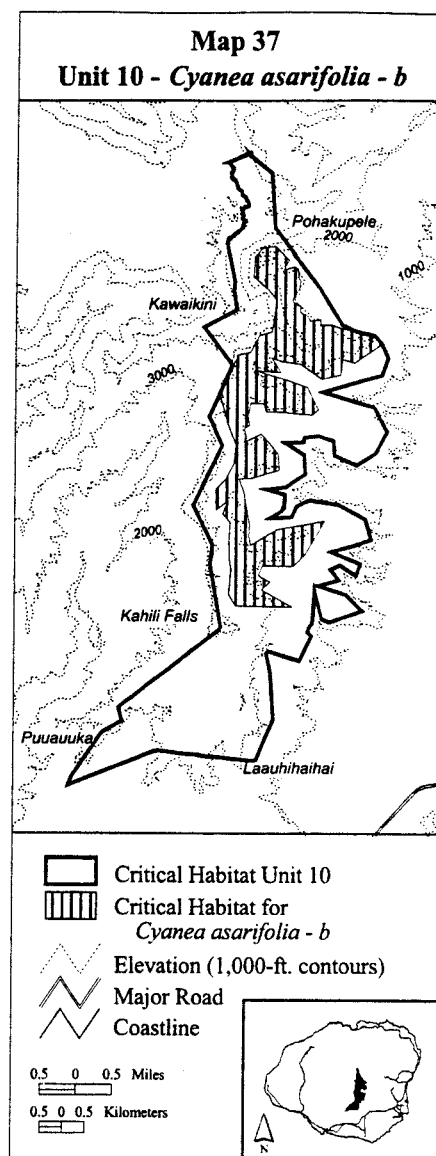 Map 37
Unit 10 - Cyanea asarifolia - b
Pohakupele
2000
1000
Kawaikini
3000
2000
Kahili Falls
Puuauuka
Laauhihaihai
Critical Habitat Unit 10
Critical Habitat for
Cyanea asarifolia - b
Elevation (1,000-ft. contours)
Major Road
Coastline
0.5 0 0.5 Miles
0.5 0 0.5 Kilometers
N